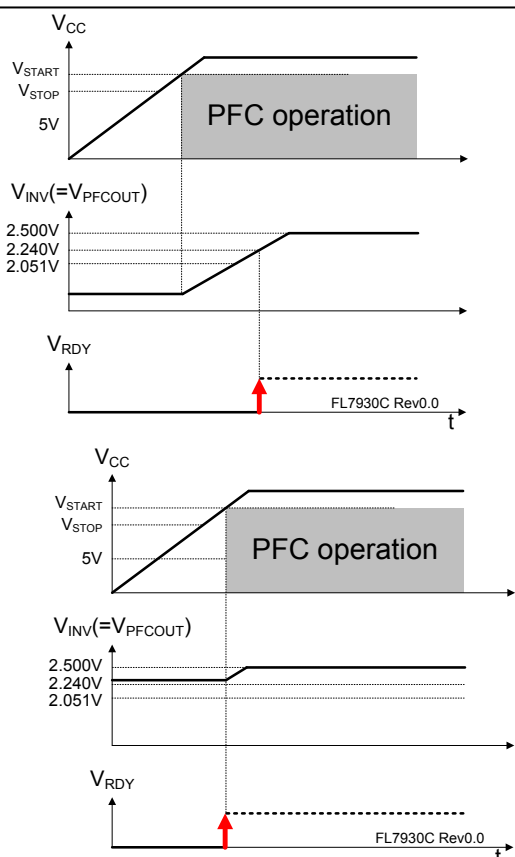 VCC
VSTART
VSTOP
5V
PFC operation
VINV(=VPFCOUT)
2.500V
2.240V
2.051V
VRDY
FL7930C Rev0.0
t
VCC
VSTART
VSTOP
5V
PFC operation
VINV(=VPFCOUT)
2.500V
2.240V
2.051V
VRDY
FL7930C Rev0.0
t